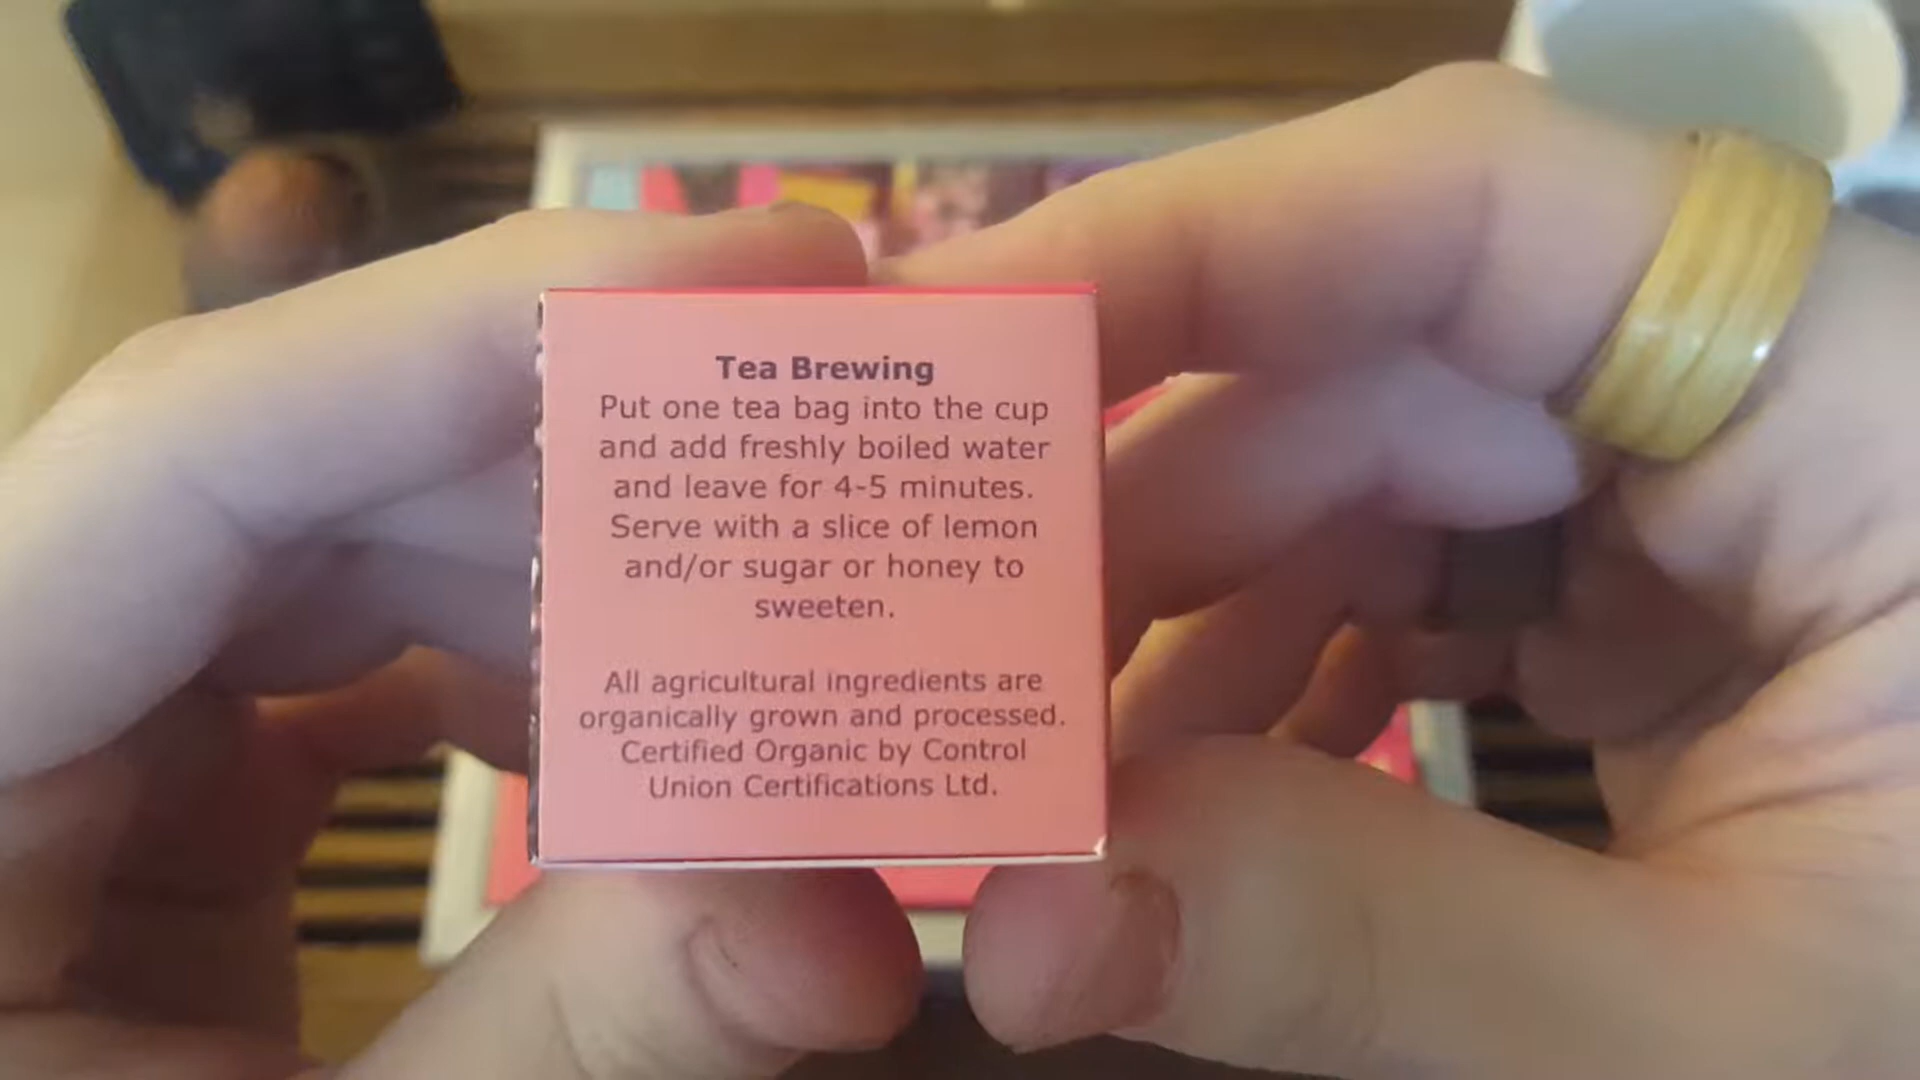 Tea Brewing
Put one tea bag into the cup
and add freshly boiled water
and leave for 4-5 minutes.
Serve with a slice of lemon
and/or sugar or honey to
sweeten.
All agricultural ingredients are
organically grown and processed.
Certified Organic by Control
Union Certifications Ltd.